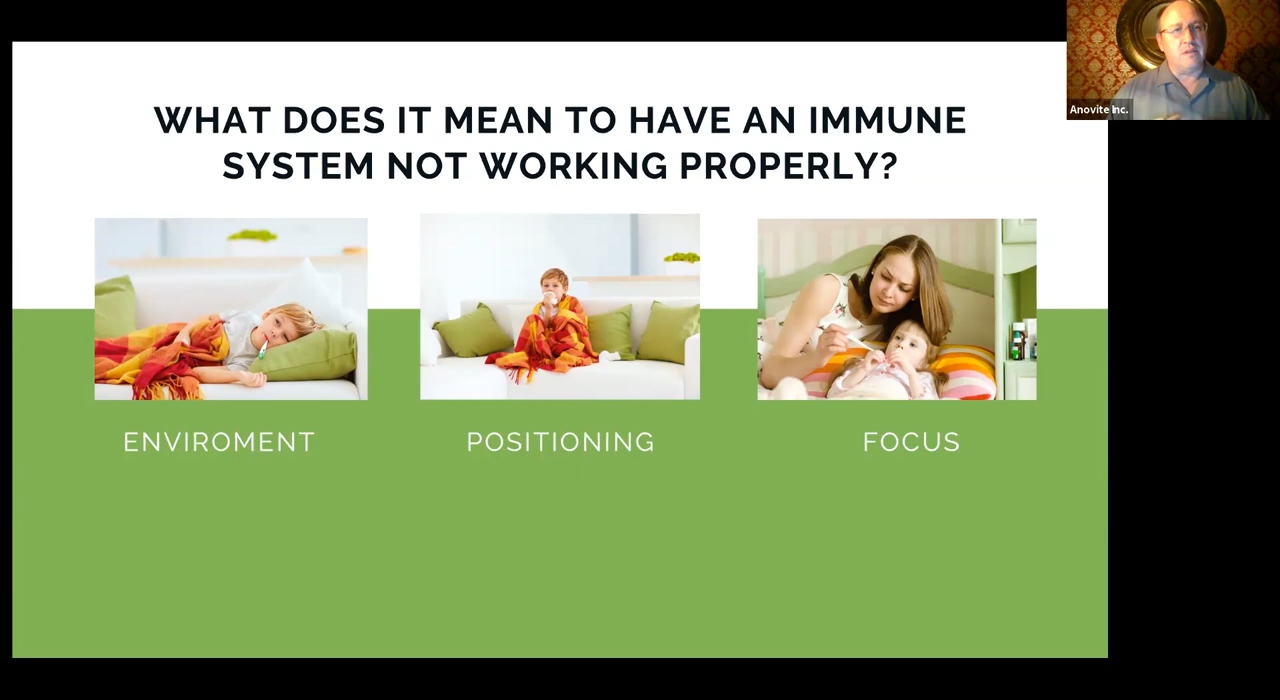 WHAT DOES IT MEAN TO HAVE AN IMMUNE
SYSTEM NOT WORKING PROPERLY?
Anovite Inc.
ENVIROMENT
POSITIONING
FOCUS